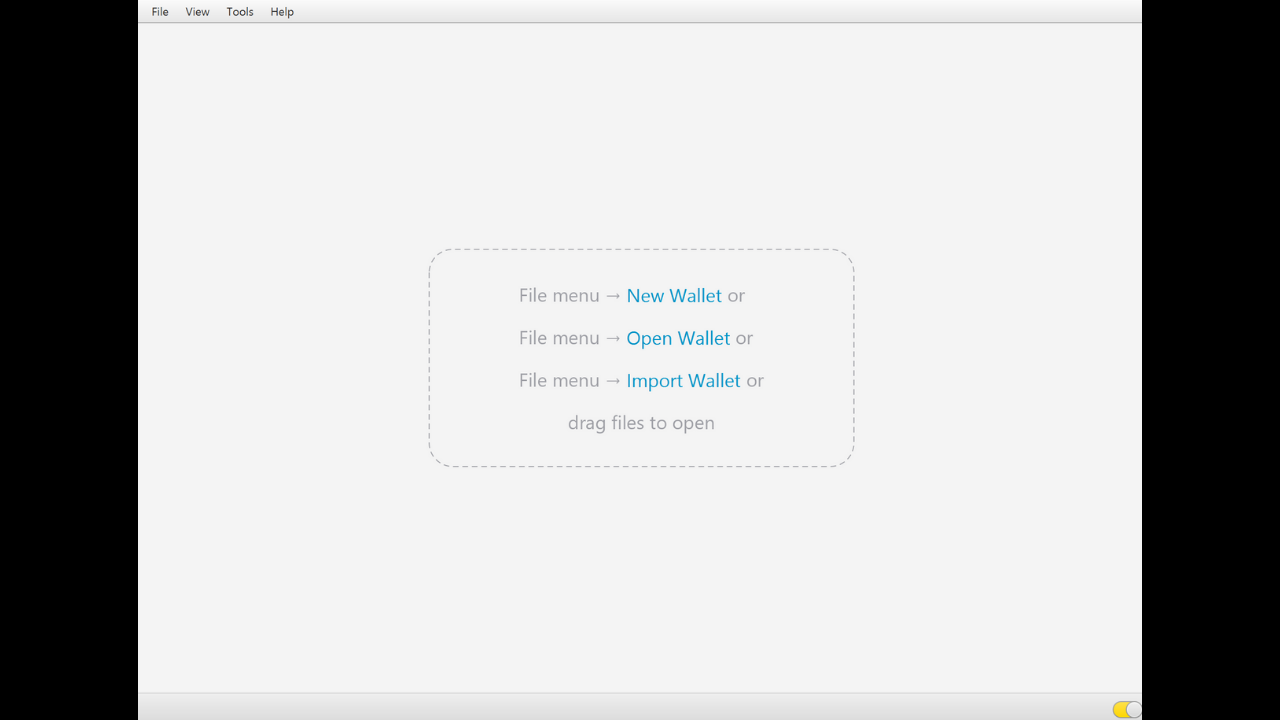 File View Tools Help
File menu → New Wallet or
File menu → Open Wallet or
File menu → Import Wallet or
drag files to open